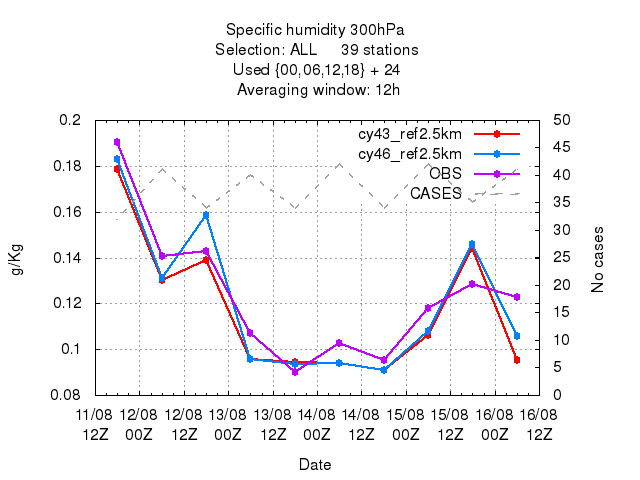 Specific humidity 300hPa
Selection: ALL 39 stations
Used {00,06,12,18} + 24
Averaging window: 12h
cy43_ref2.5km
cy46_ref2.5km
OBS
CASES
0.2
0.18
0.16
0.14
0.12
0.1
0.08
g/Kg
50
45
40
35
30
25
20
15
10
5
0
No cases
11/08 12/08 12/08 13/08 13/08 14/08 14/08 15/08 15/08 16/08 16/08
12Z 00Z 12Z 00Z 12Z 00Z 12Z 00Z 12Z 00Z 12Z
Date